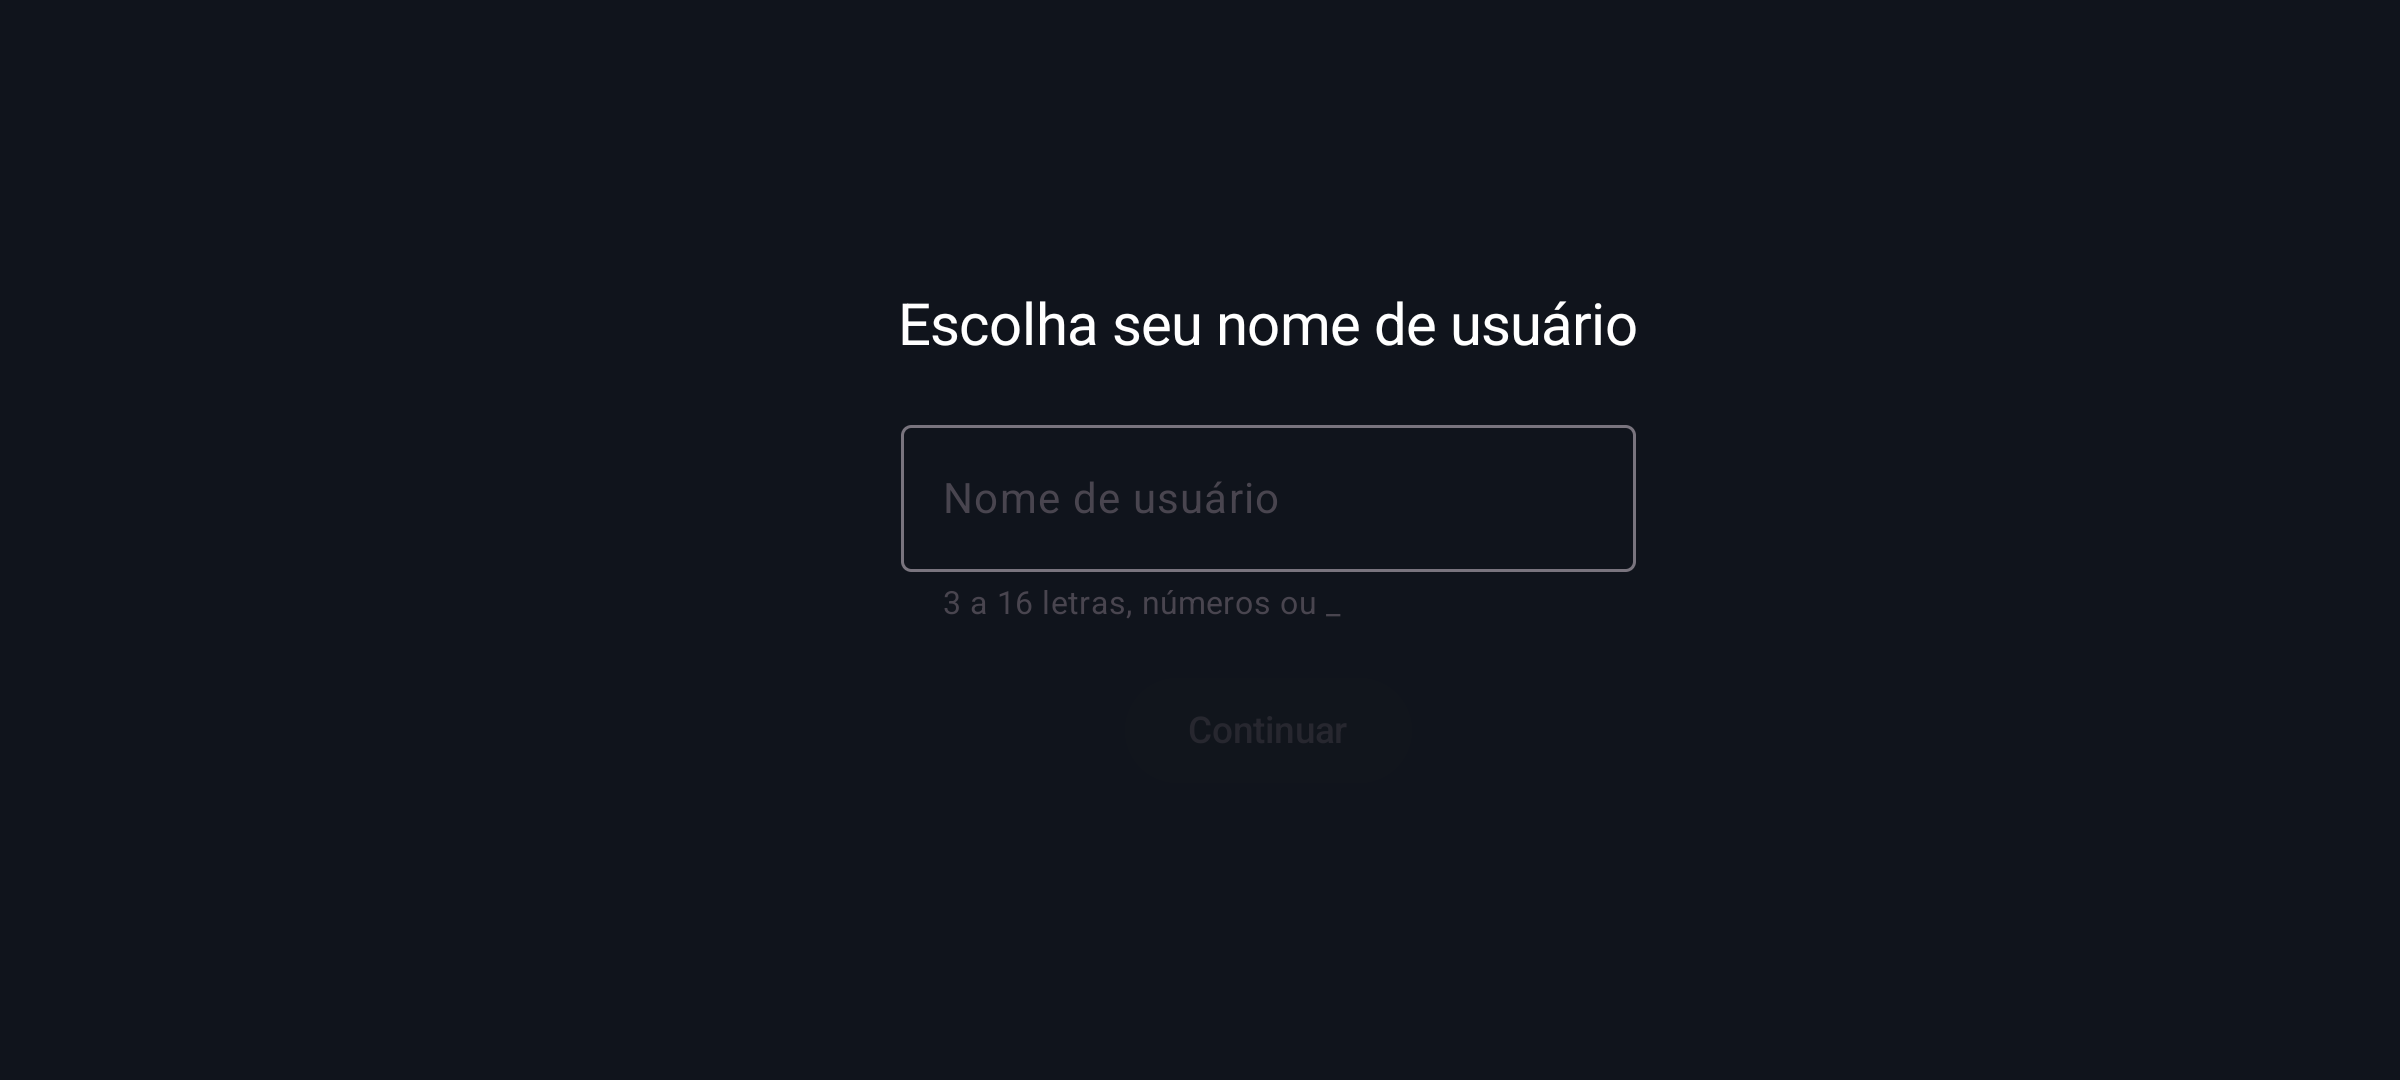 Escolha seu nome de usuário
Nome de usuário
3 a 16 letras, números ou _
Continuar